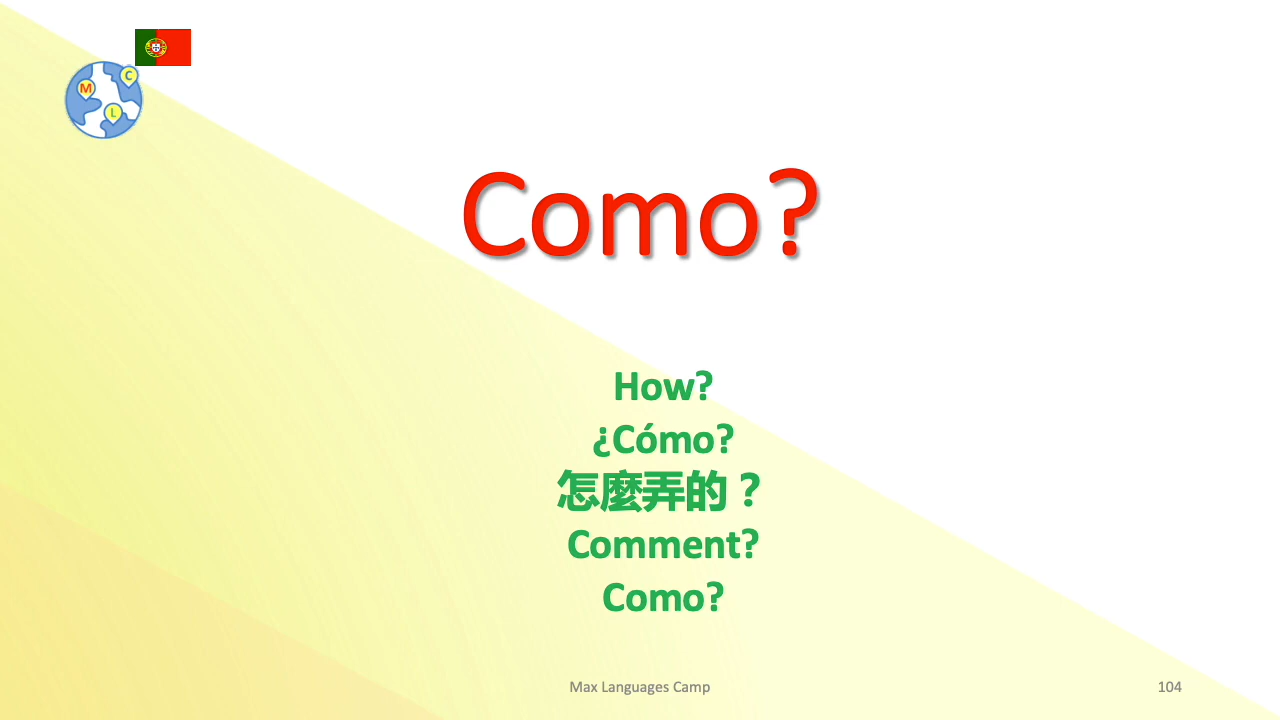 C
M
L
Como?
How?
¿Cómo?
怎麼弄的？
Comment?
Como?
Max Languages Camp
104